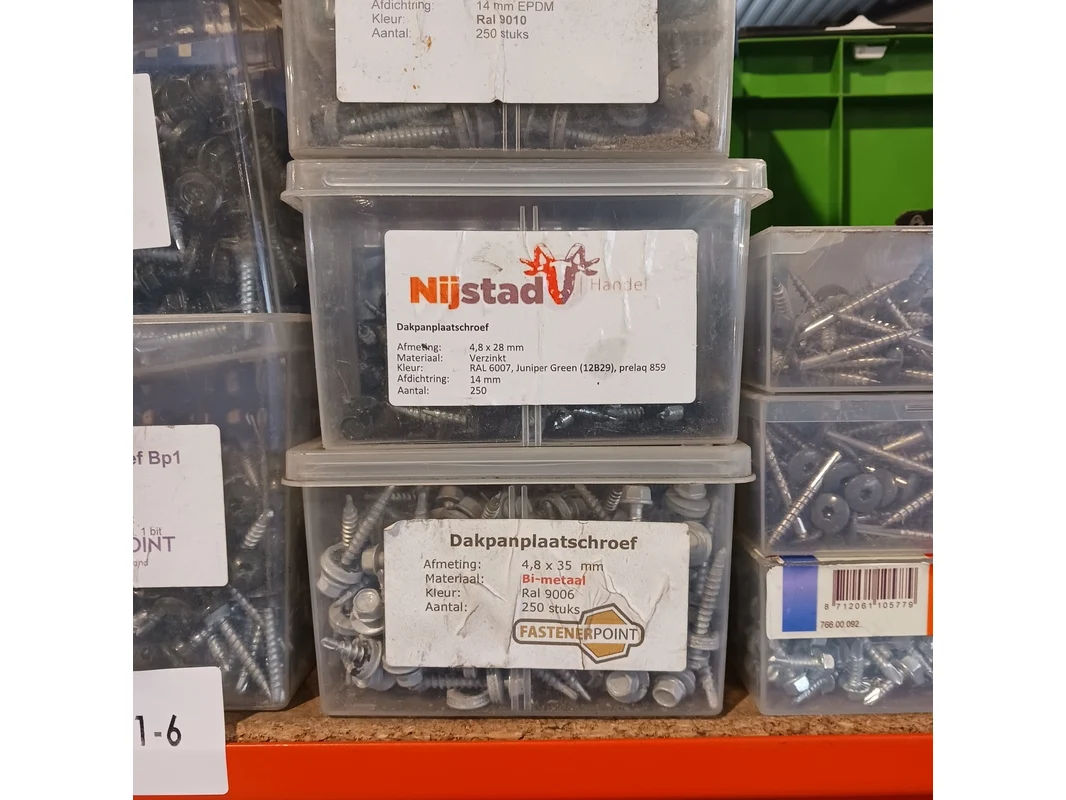 Afdichting: 14 mm EPDM
Kleur: Ral 9010
Aantal: 250 stuks
Nijstad Handel
Dakpanplaatschroef
Afmeting: 4,8 x 28 mm
Materiaal: Verzinkt
Kleur: RAL 6007, Juniper Green (12B29), prelaq 859
Afdichtring: 14 mm
Aantal: 250
Dakpanplaatschroef
Afmeting: 4,8 x 35 mm
Materiaal: Bi-metaal
Kleur: Ral 9006
Aantal: 250 stuks
FASTENERPOINT
ef Bp1
1 bit
OINT
and
1-6
8 712061 105779
766.00.092